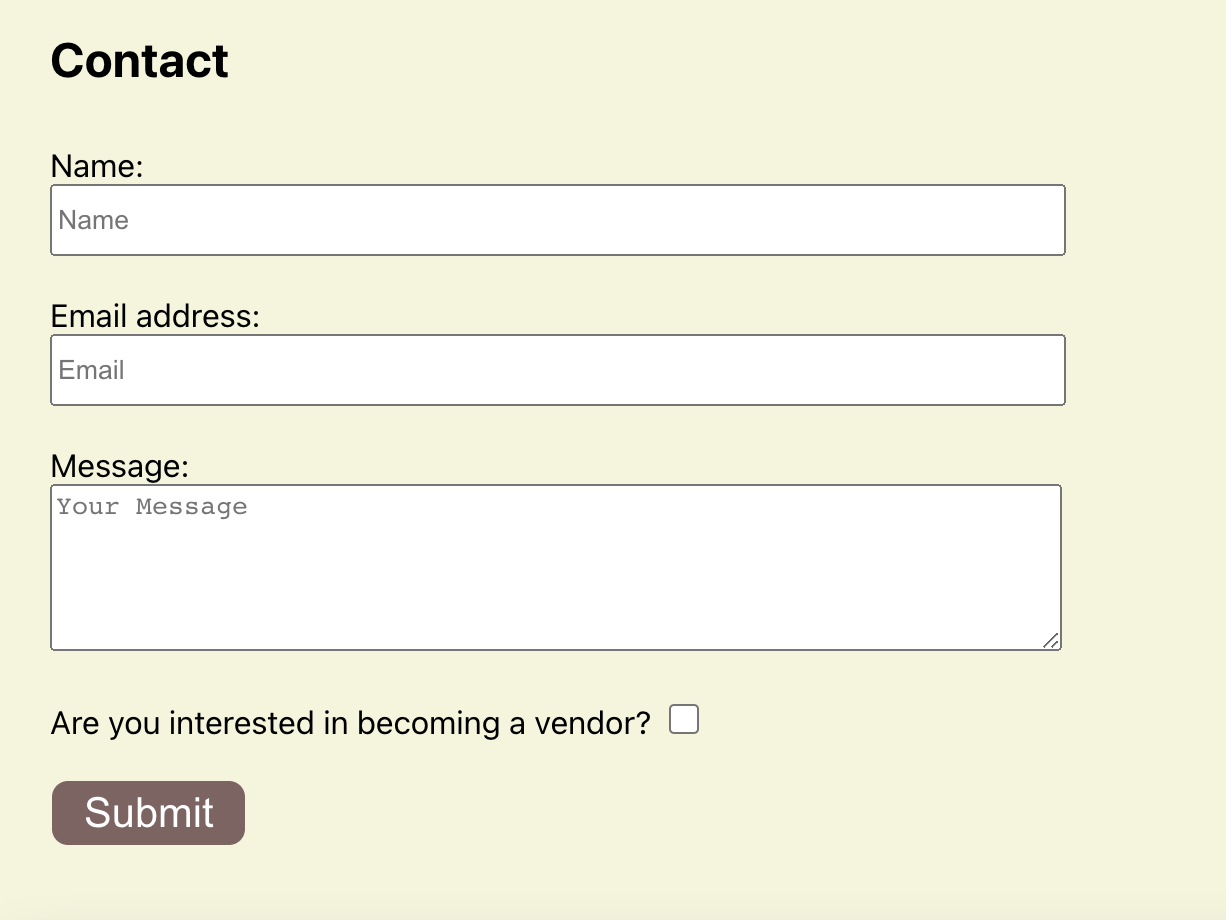 Contact
Name:
Name
Email address:
Email
Message:
Your Message
Are you interested in becoming a vendor?
Submit